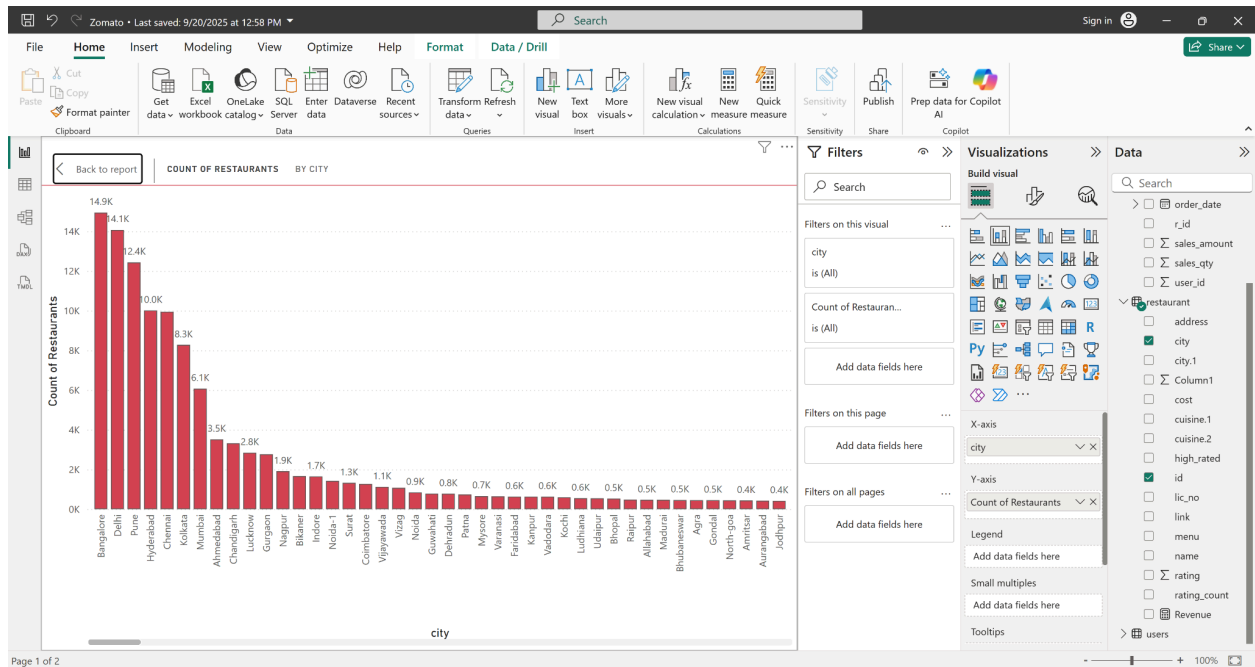 Zomato • Last saved: 9/20/2025 at 12:58 PM
Search
Sign in
File Home Insert Modeling View Optimize Help Format Data / Drill
Share
Paste
Cut
Copy
Format painter
Clipboard
Get data
Excel workbook
OneLake catalog
SQL Server
Enter data
Dataverse
Recent sources
Data
Transform data
Refresh
Queries
New visual
Text box
More visuals
Insert
New visual calculation
New measure
Quick measure
Calculations
Sensitivity
Sensitivity
Publish
Share
Prep data for Copilot AI
Copilot
Back to report
COUNT OF RESTAURANTS BY CITY
Count of Restaurants
14K
12K
10K
8K
6K
4K
2K
0K
14.9K
14.1K
12.4K
10.0K
8.3K
6.1K
3.5K
2.8K
1.9K
1.7K
1.3K
1.1K
0.9K
0.8K
0.7K
0.6K
0.6K
0.6K
0.5K
0.5K
0.5K
0.4K
0.4K
Bangalore
Delhi
Pune
Hyderabad
Chennai
Kolkata
Mumbai
Ahmedabad
Chandigarh
Lucknow
Gurgaon
Nagpur
Bikaner
Indore
Noida-1
Surat
Coimbatore
Vijayawada
Vizag
Noida
Guwahati
Dehradun
Patna
Mysore
Varanasi
Faridabad
Kanpur
Vadodara
Kochi
Ludhiana
Udaipur
Bhopal
Raipur
Allahabad
Madurai
Bhubaneswar
Agra
Gondal
North-goa
Amritsar
Aurangabad
Jodhpur
city
Filters
Search
Filters on this visual
city
is (All)
Count of Restauran...
is (All)
Add data fields here
Filters on this page
Add data fields here
Filters on all pages
Add data fields here
Visualizations
Build visual
123
R
Py
X-axis
city
Y-axis
Count of Restaurants
Legend
Add data fields here
Small multiples
Add data fields here
Tooltips
Data
Search
order_date
r_id
sales_amount
sales_qty
user_id
restaurant
address
city
city.1
Column1
cost
cuisine.1
cuisine.2
high_rated
id
lic_no
link
menu
name
rating
rating_count
Revenue
users
Page 1 of 2
- + 100%